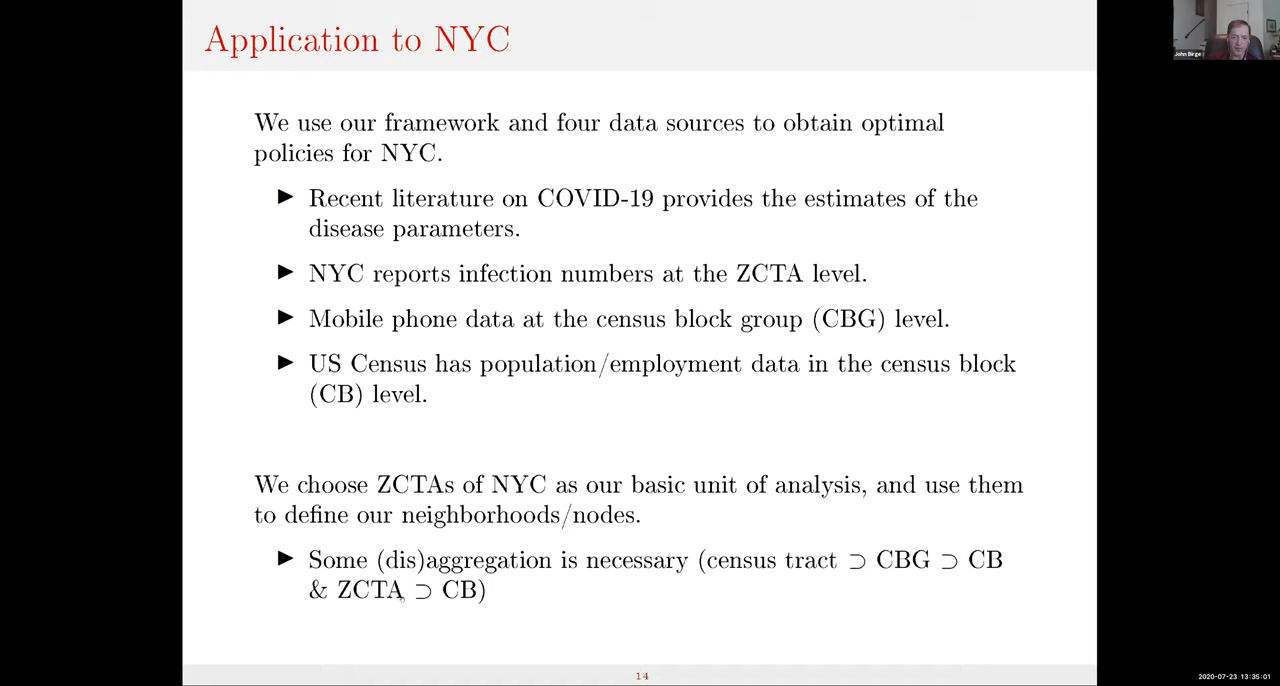 Application to NYC
John Birge
We use our framework and four data sources to obtain optimal
policies for NYC.
▶ Recent literature on COVID-19 provides the estimates of the
disease parameters.
▶ NYC reports infection numbers at the ZCTA level.
▶ Mobile phone data at the census block group (CBG) level.
▶ US Census has population/employment data in the census block
(CB) level.
We choose ZCTAs of NYC as our basic unit of analysis, and use them
to define our neighborhoods/nodes.
▶ Some (dis)aggregation is necessary (census tract ⊃ CBG ⊃ CB
& ZCTA ⊃ CB)
14
2020-07-23 13:35:01